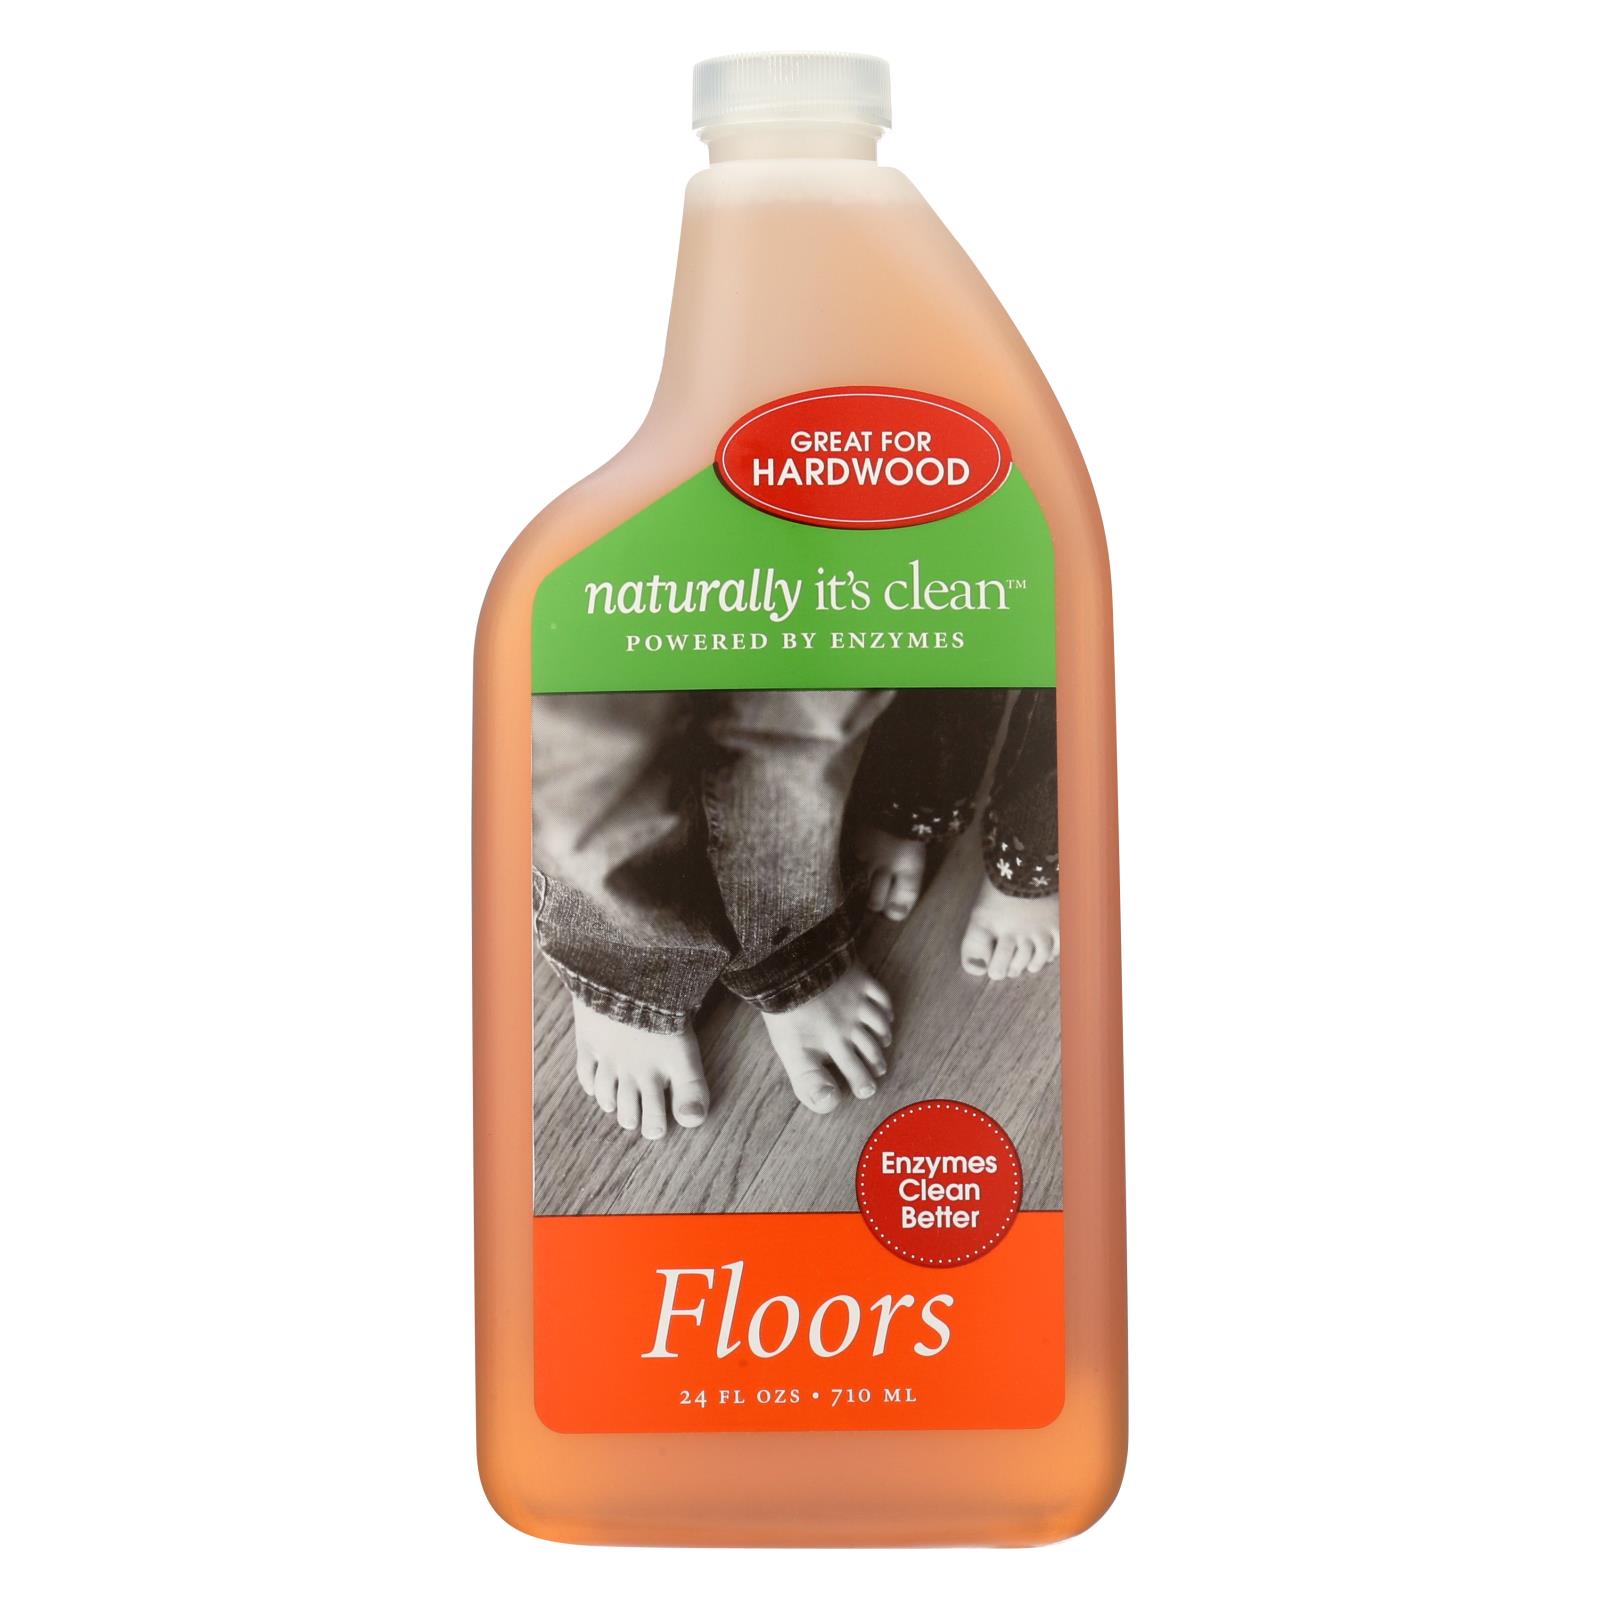 GREAT FOR
HARDWOOD
naturally it's clean™
POWERED BY ENZYMES
Enzymes
Clean
Better
Floors
24 FL OZS • 710 ML